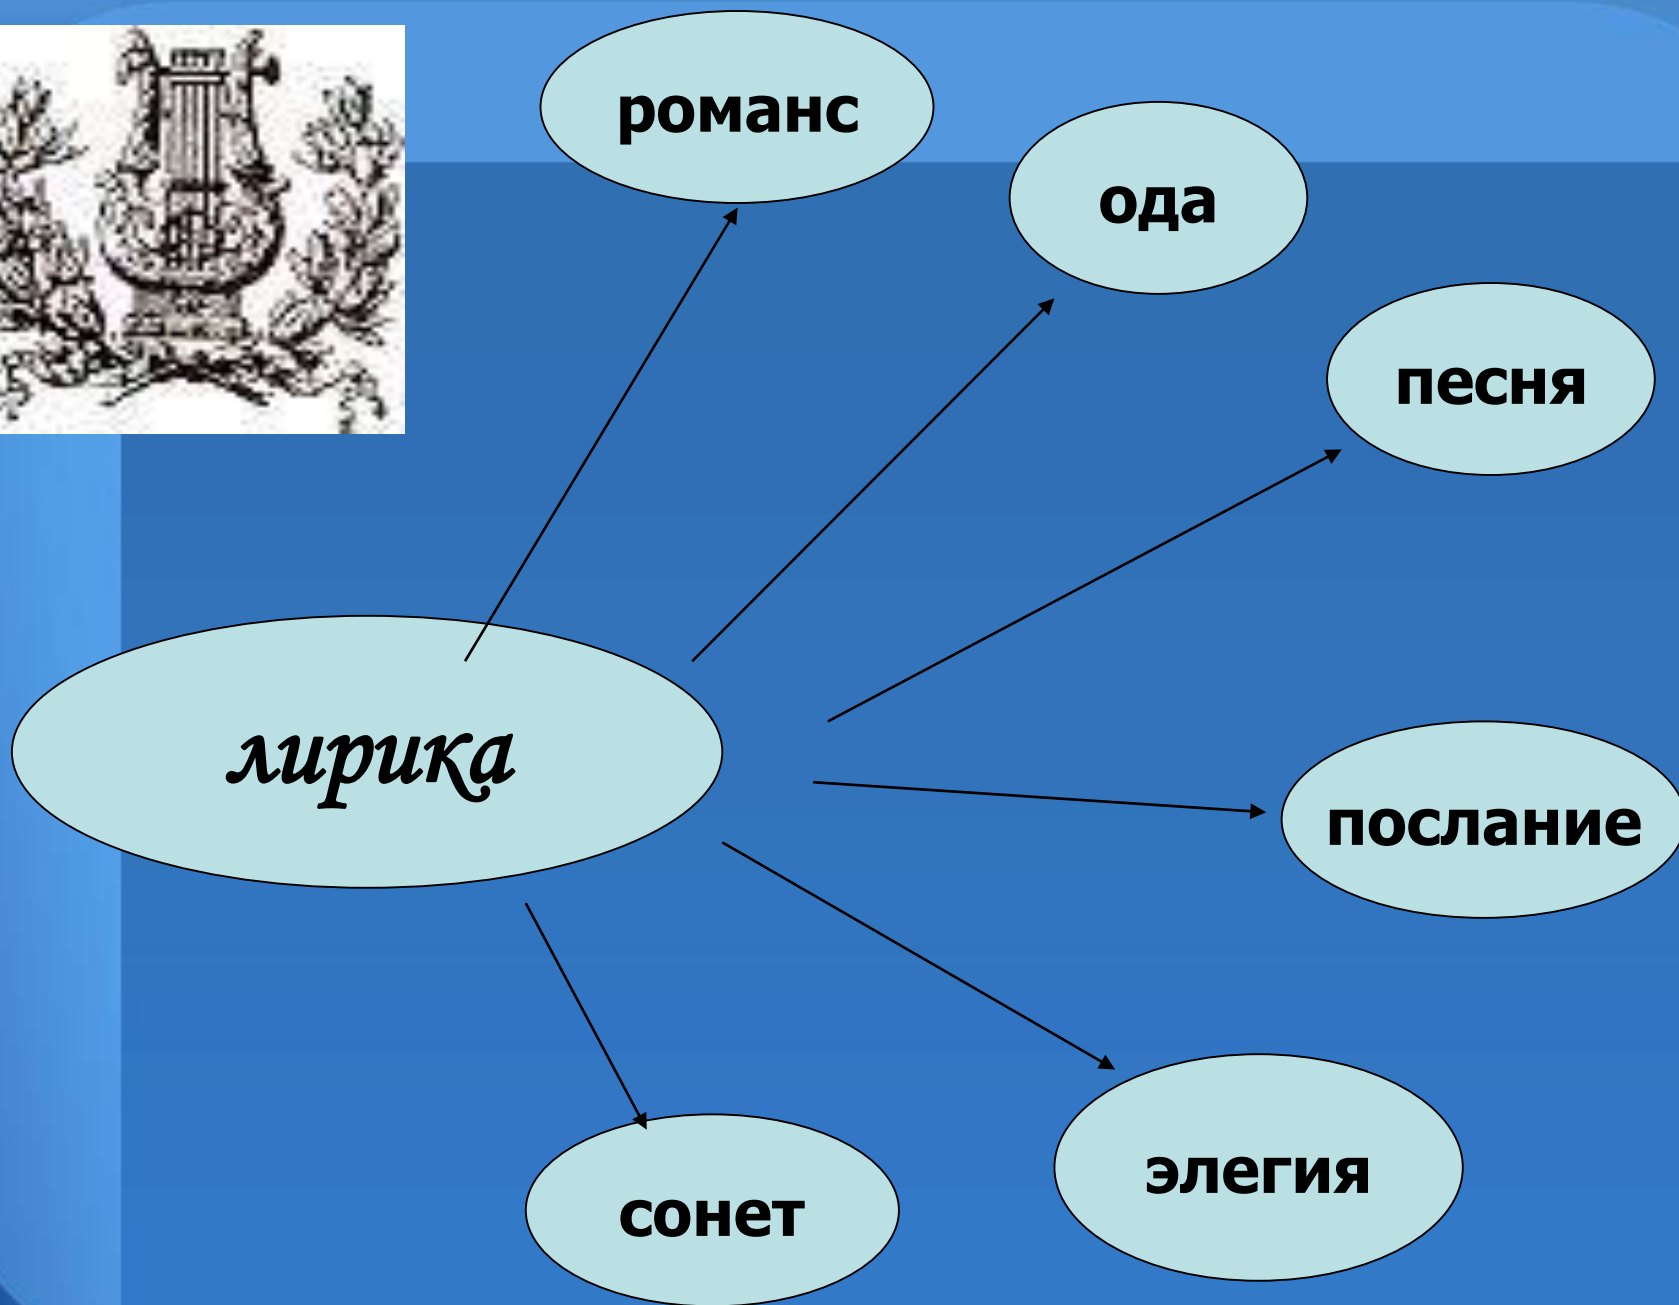 романс
ода
песня
лирика
послание
элегия
сонет